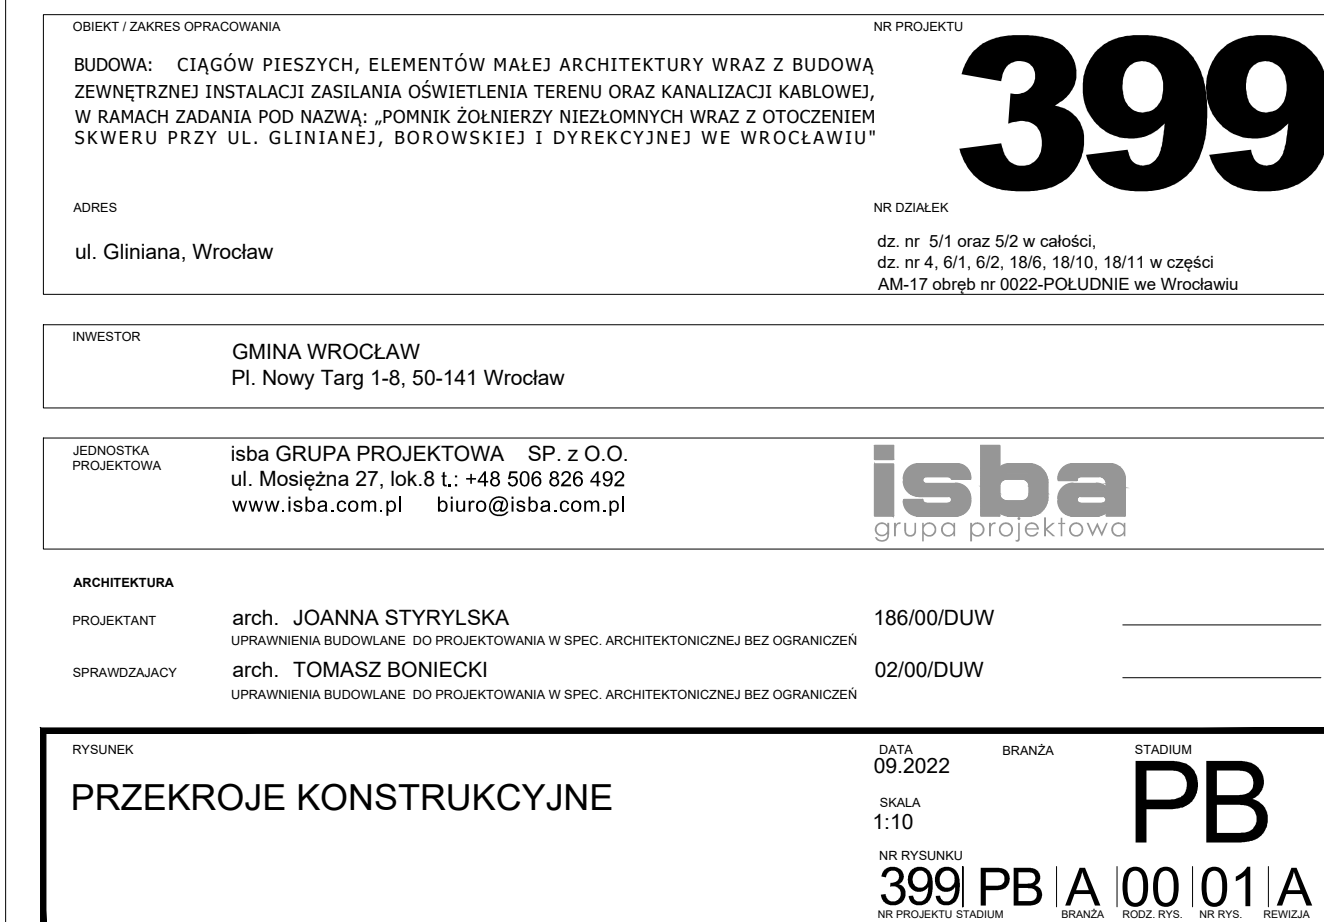 OBIEKT / ZAKRES OPRACOWANIA
NR PROJEKTU
399
BUDOWA: CIĄGÓW PIESZYCH, ELEMENTÓW MAŁEJ ARCHITEKTURY WRAZ Z BUDOWĄ
ZEWNĘTRZNEJ INSTALACJI ZASILANIA OŚWIETLENIA TERENU ORAZ KANALIZACJI KABLOWEJ,
W RAMACH ZADANIA POD NAZWĄ: „POMNIK ŻOŁNIERZY NIEZŁOMNYCH WRAZ Z OTOCZENIEM
SKWERU PRZY UL. GLINIANEJ, BOROWSKIEJ I DYREKCYJNEJ WE WROCŁAWIU"
ADRES
ul. Gliniana, Wrocław
NR DZIAŁEK
dz. nr 5/1 oraz 5/2 w całości,
dz. nr 4, 6/1, 6/2, 18/6, 18/10, 18/11 w części
AM-17 obręb nr 0022-POŁUDNIE we Wrocławiu
INWESTOR
GMINA WROCŁAW
Pl. Nowy Targ 1-8, 50-141 Wrocław
JEDNOSTKA
PROJEKTOWA
isba GRUPA PROJEKTOWA SP. z O.O.
ul. Mosiężna 27, lok.8 t.: +48 506 826 492
www.isba.com.pl biuro@isba.com.pl
isba
grupa projektowa
ARCHITEKTURA
PROJEKTANT arch. JOANNA STYRYLSKA 186/00/DUW
UPRAWNIENIA BUDOWLANE DO PROJEKTOWANIA W SPEC. ARCHITEKTONICZNEJ BEZ OGRANICZEŃ
SPRAWDZAJACY arch. TOMASZ BONIECKI 02/00/DUW
UPRAWNIENIA BUDOWLANE DO PROJEKTOWANIA W SPEC. ARCHITEKTONICZNEJ BEZ OGRANICZEŃ
RYSUNEK
PRZEKROJE KONSTRUKCYJNE
DATA
09.2022
BRANŻA
STADIUM
PB
SKALA
1:10
NR RYSUNKU
399 PB A 00 01 A
NR PROJEKTU STADIUM BRANŻA RODZ. RYS. NR RYS. REWIZJA